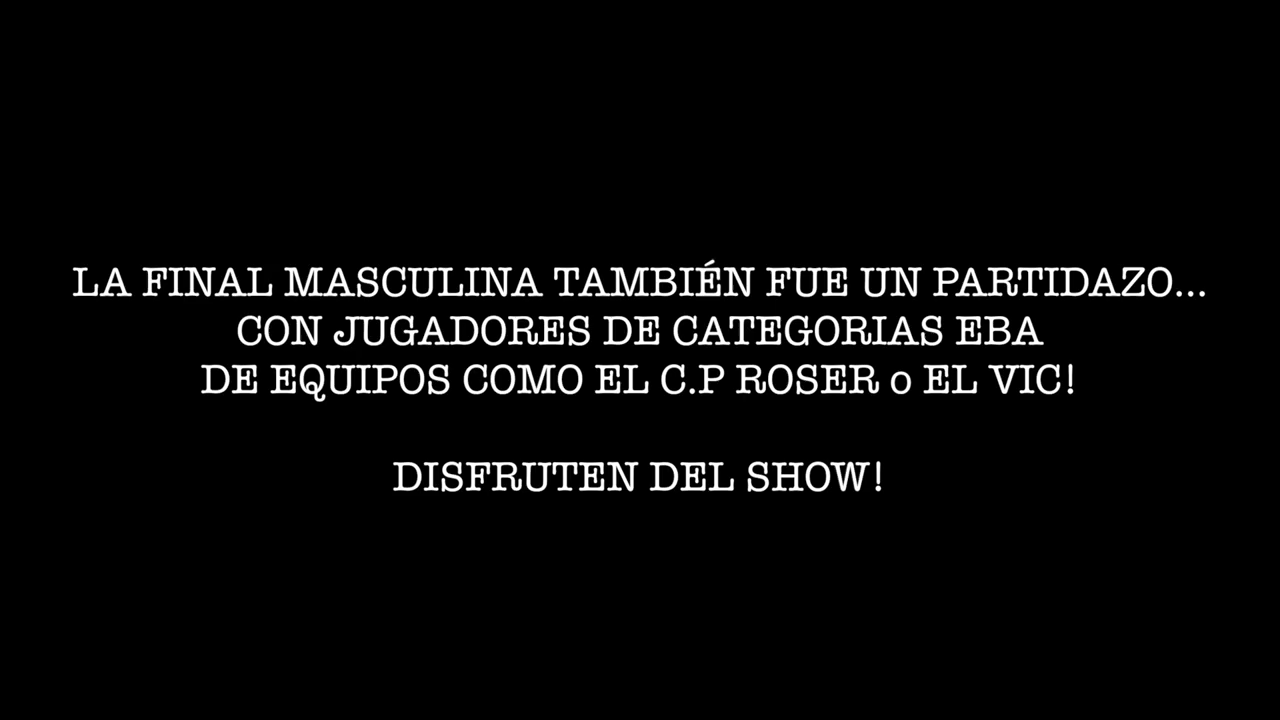 LA FINAL MASCULINA TAMBIÉN FUE UN PARTIDAZO...
CON JUGADORES DE CATEGORIAS EBA
DE EQUIPOS COMO EL C.P ROSER o EL VIC!
DISFRUTEN DEL SHOW!